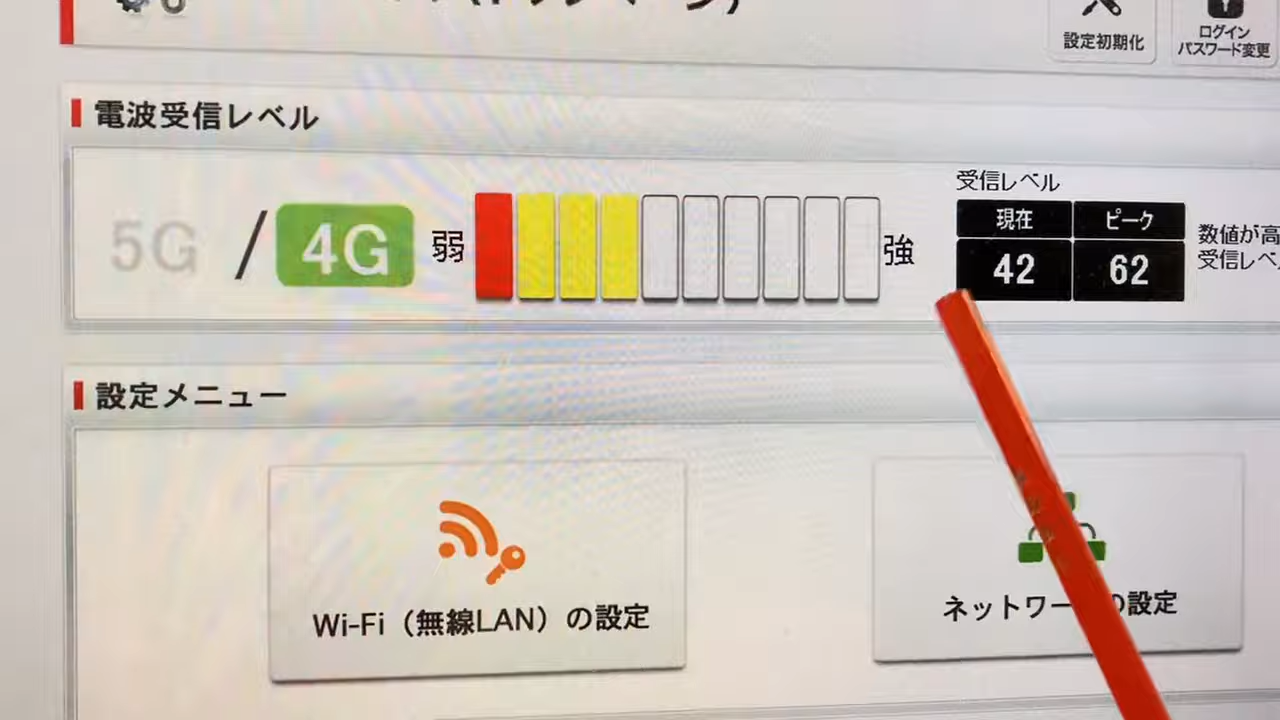 設定初期化
ログイン
パスワード変更
電波受信レベル
5G / 4G
弱
強
受信レベル
現在 ピーク
42 62
数値が高
受信レベ
設定メニュー
Wi-Fi（無線LAN）の設定
ネットワー の設定